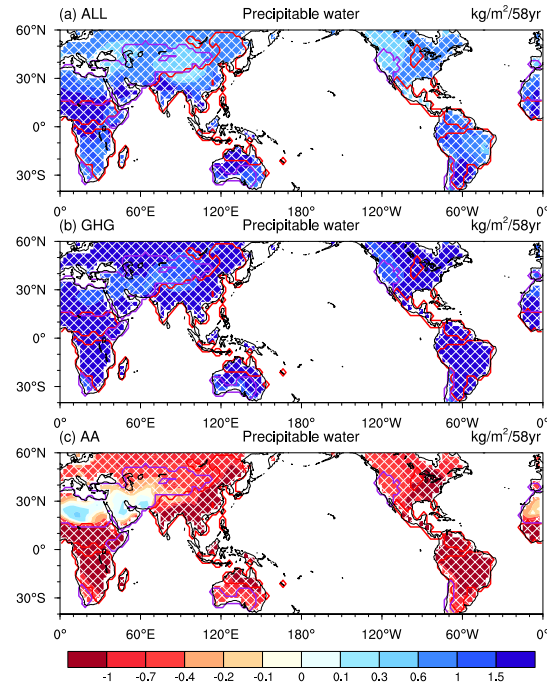 (a) ALL Precipitable water kg/m²/58yr
60°N
30°N
0°
30°S
0° 60°E 120°E 180° 120°W 60°W 0°
(b) GHG Precipitable water kg/m²/58yr
60°N
30°N
0°
30°S
0° 60°E 120°E 180° 120°W 60°W 0°
(c) AA Precipitable water kg/m²/58yr
60°N
30°N
0°
30°S
0° 60°E 120°E 180° 120°W 60°W 0°
-1 -0.7 -0.4 -0.2 -0.1 0 0.1 0.3 0.6 1 1.5